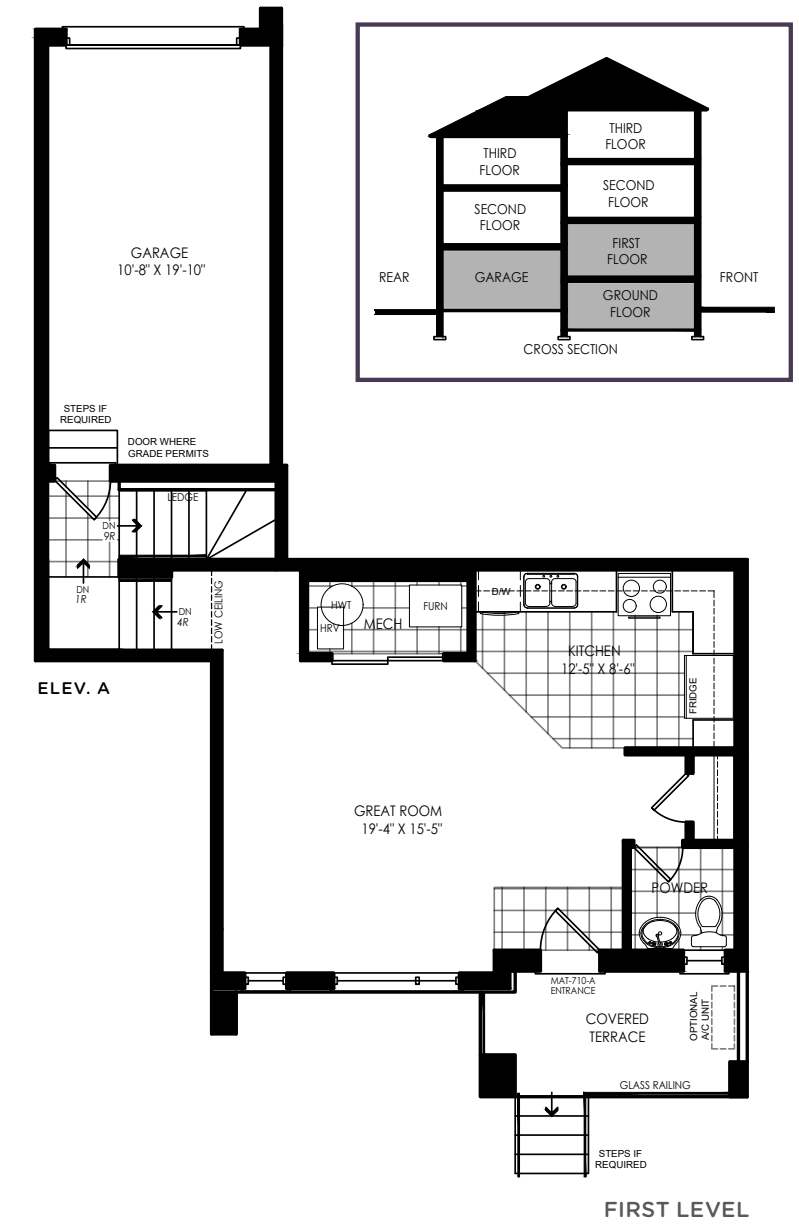 GARAGE
10'-8" X 19'-10"
STEPS IF
REQUIRED
DOOR WHERE
GRADE PERMITS
LEDGE
DN
9R
DN
1R
DN
4R
LOW CEILING
ELEV. A
THIRD
FLOOR
SECOND
FLOOR
GARAGE
THIRD
FLOOR
SECOND
FLOOR
FIRST
FLOOR
GROUND
FLOOR
REAR
FRONT
CROSS SECTION
HWT
HRV
MECH
FURN
D/W
KITCHEN
12'-5" X 8'-6"
FRIDGE
GREAT ROOM
19'-4" X 15'-5"
POWDER
MAT-710-A
ENTRANCE
COVERED
TERRACE
OPTIONAL
A/C UNIT
GLASS RAILING
STEPS IF
REQUIRED
FIRST LEVEL